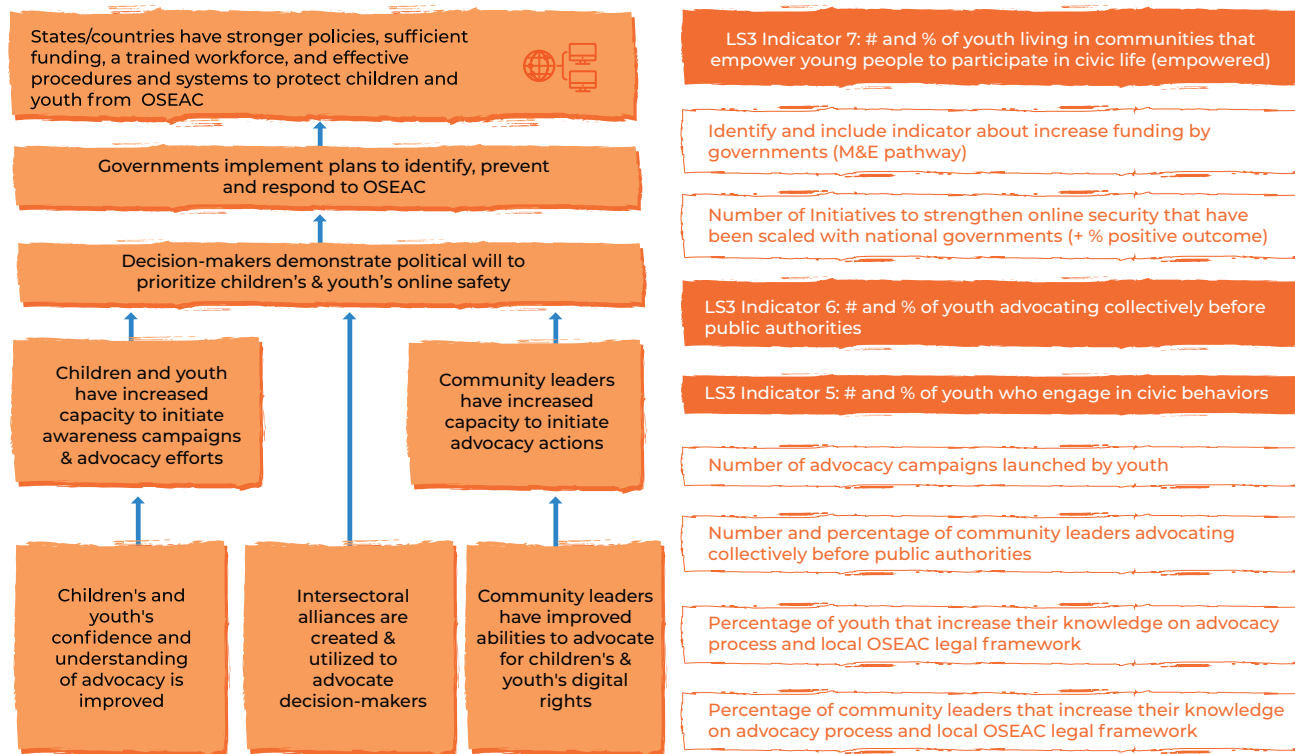 States/countries have stronger policies, sufficient
funding, a trained workforce, and effective
procedures and systems to protect children and
youth from OSEAC
Governments implement plans to identify, prevent
and respond to OSEAC
Decision-makers demonstrate political will to
prioritize children’s & youth’s online safety
Children and youth
have increased
capacity to initiate
awareness campaigns
& advocacy efforts
Community leaders
have increased
capacity to initiate
advocacy actions
Children's and
youth's
confidence and
understanding
of advocacy is
improved
Intersectoral
alliances are
created &
utilized to
advocate
decision-makers
Community leaders
have improved
abilities to advocate
for children's &
youth's digital
rights
LS3 Indicator 7: # and % of youth living in communities that
empower young people to participate in civic life (empowered)
Identify and include indicator about increase funding by
governments (M&E pathway)
Number of Initiatives to strengthen online security that have
been scaled with national governments (+ % positive outcome)
LS3 Indicator 6: # and % of youth advocating collectively before
public authorities
LS3 Indicator 5: # and % of youth who engage in civic behaviors
Number of advocacy campaigns launched by youth
Number and percentage of community leaders advocating
collectively before public authorities
Percentage of youth that increase their knowledge on advocacy
process and local OSEAC legal framework
Percentage of community leaders that increase their knowledge
on advocacy process and local OSEAC legal framework